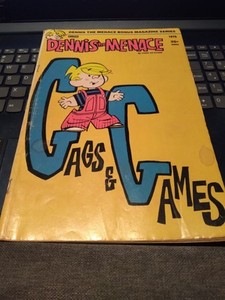 DENNIS THE MENACE BONUS MAGAZINE SERIES
DENNIS THE MENACE
GAGS
&
GAMES